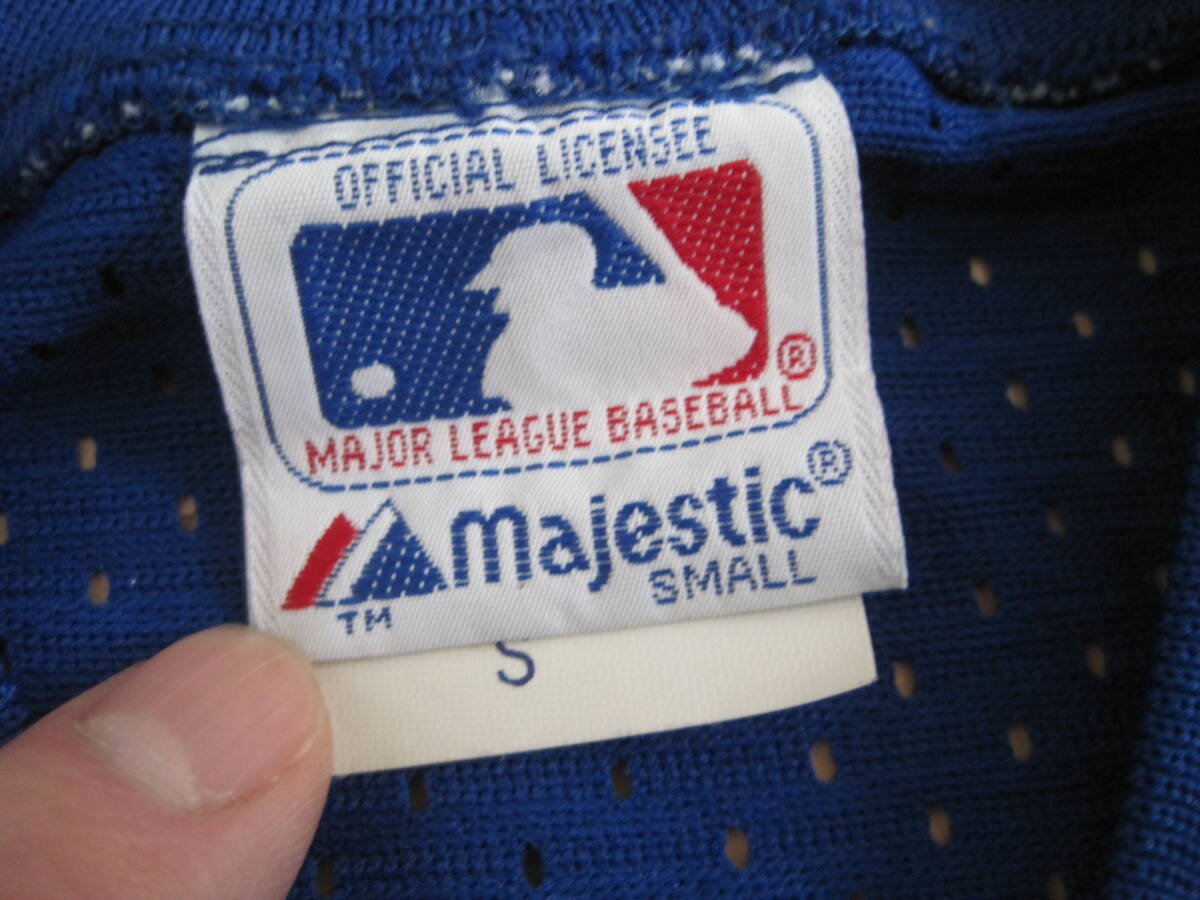 OFFICIAL LICENSEE
®
MAJOR LEAGUE BASEBALL
majestic®
SMALL
TM
S